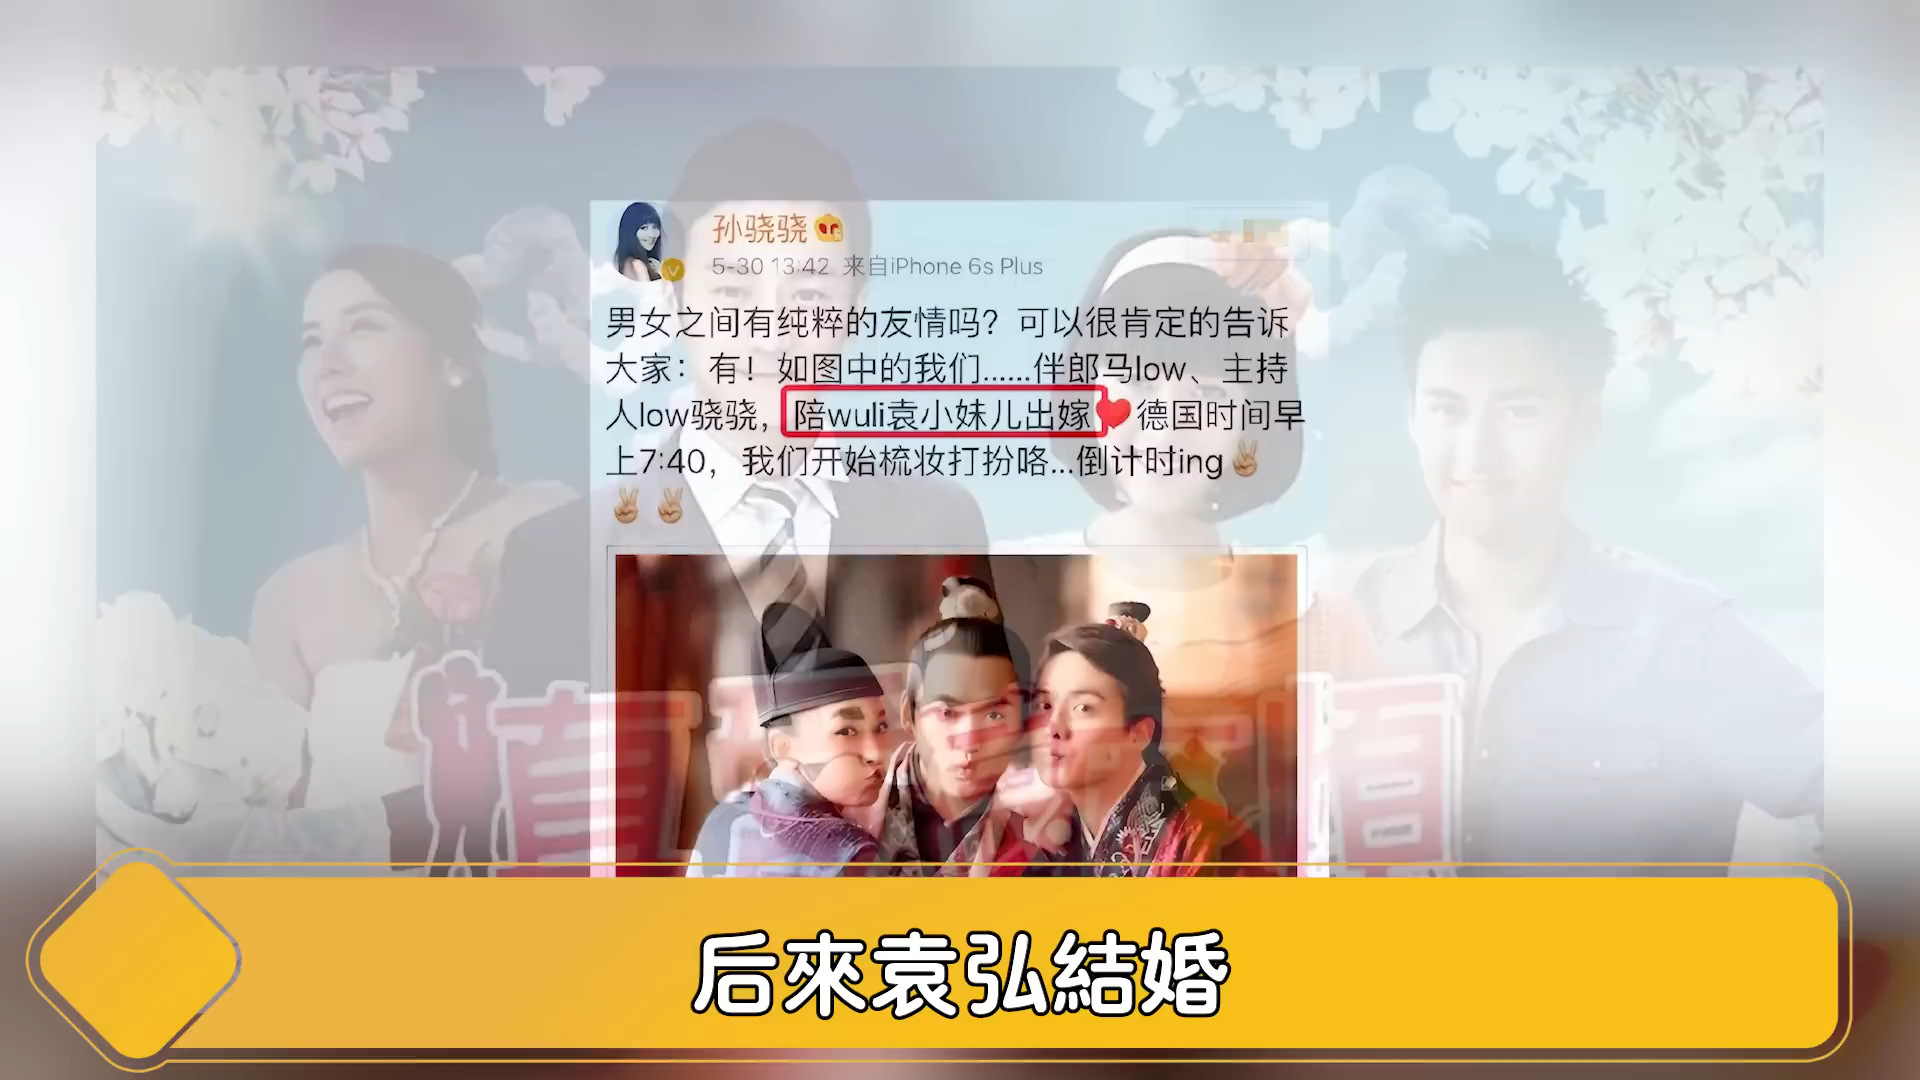 孙骁骁
5-30 13:42 来自iPhone 6s Plus
男女之间有纯粹的友情吗？可以很肯定的告诉
大家：有！如图中的我们……伴郎马low、主持
人low骁骁，陪wuli袁小妹儿出嫁❤️德国时间早
上7:40，我们开始梳妆打扮咯...倒计时ing✌️
✌️ ✌️
后來袁弘結婚